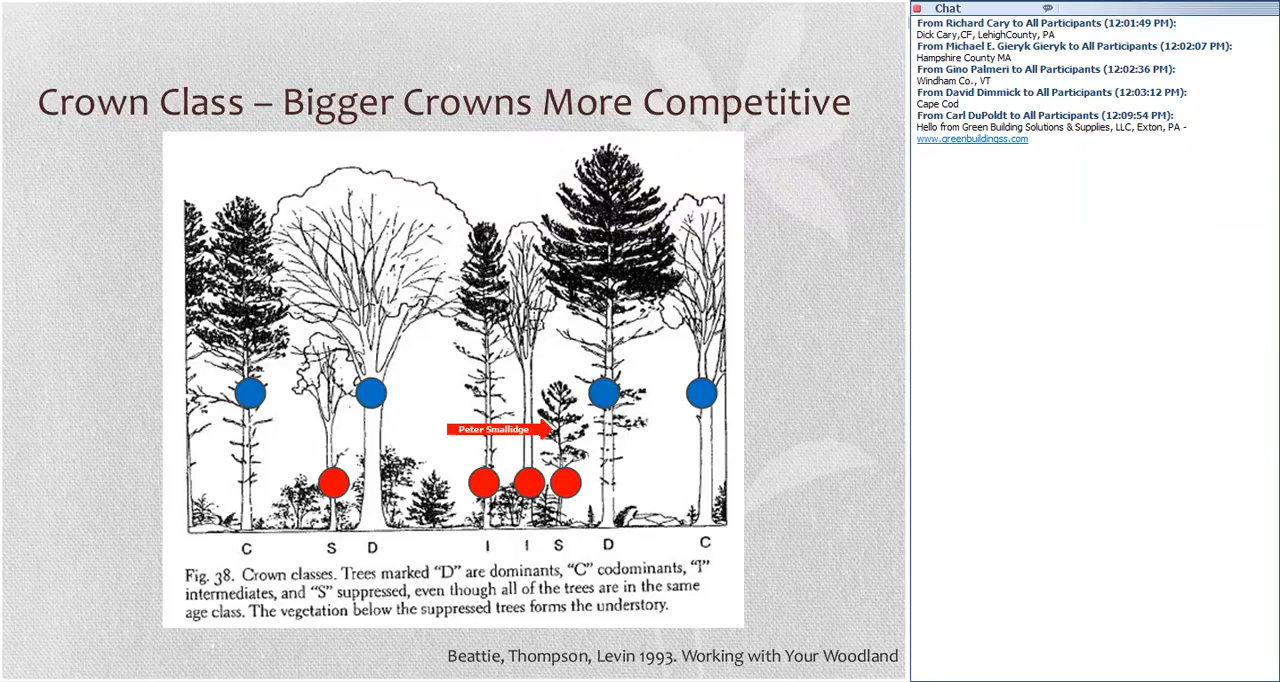 Crown Class – Bigger Crowns More Competitive
Peter Smallidge
C S D I I S D C
Fig. 38. Crown classes. Trees marked “D” are dominants, “C” codominants, “I”
intermediates, and “S” suppressed, even though all of the trees are in the same
age class. The vegetation below the suppressed trees forms the understory.
Beattie, Thompson, Levin 1993. Working with Your Woodland
Chat
From Richard Cary to All Participants (12:01:49 PM):
Dick Cary,CF, LehighCounty, PA
From Michael E. Gieryk Gieryk to All Participants (12:02:07 PM):
Hampshire County MA
From Gino Palmeri to All Participants (12:02:36 PM):
Windham Co., VT
From David Dimmick to All Participants (12:03:12 PM):
Cape Cod
From Carl DuPoldt to All Participants (12:09:54 PM):
Hello from Green Building Solutions & Supplies, LLC, Exton, PA -
www.greenbuildingss.com